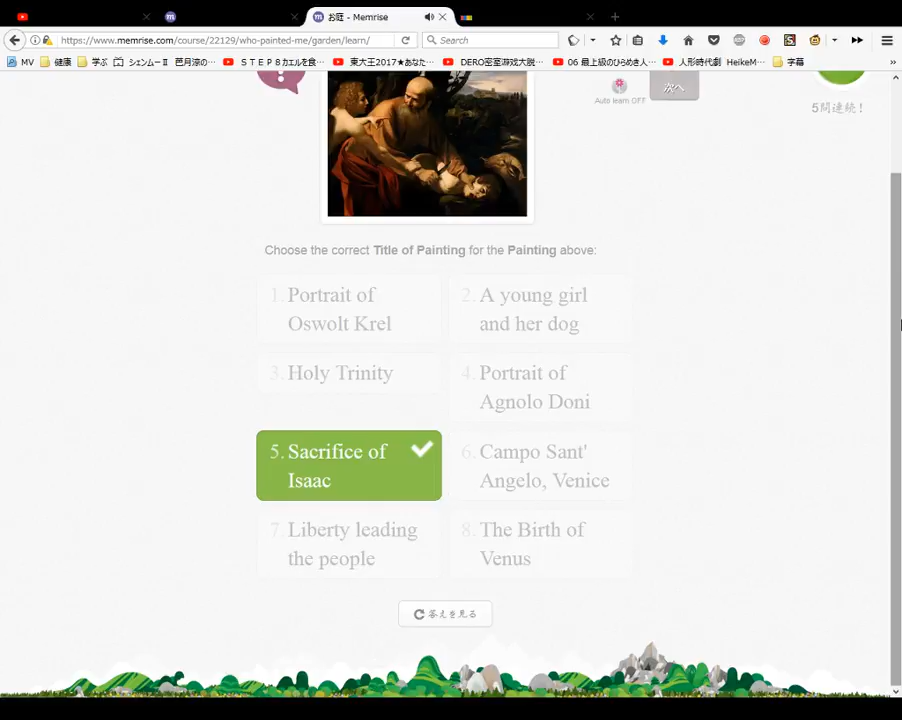 お庭 - Memrise
https://www.memrise.com/course/22129/who-painted-me/garden/learn/
Search
MV
健康
学ぶ
シェンムーⅡ 芭月涼の…
ＳＴＥＰ８カエルを食…
東大王2017★あなた…
DERO密室游戏大脱…
06 最上級のひらめき人…
人形時代劇 HeikeM…
字幕
Auto learn OFF
次へ
5問連続！
Choose the correct Title of Painting for the Painting above:
1. Portrait of
Oswolt Krel
2. A young girl
and her dog
3. Holy Trinity
4. Portrait of
Agnolo Doni
5. Sacrifice of
Isaac
6. Campo Sant'
Angelo, Venice
7. Liberty leading
the people
8. The Birth of
Venus
答えを見る